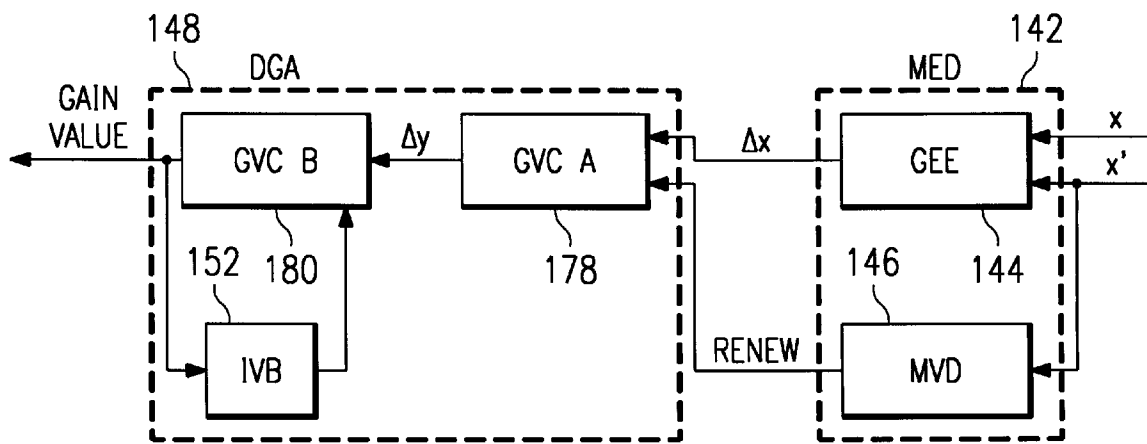 148
DGA
MED
142
GAIN
VALUE
GVC B
Δy
GVC A
Δx
GEE
x
x'
152
180
178
146
144
IVB
RENEW
MVD